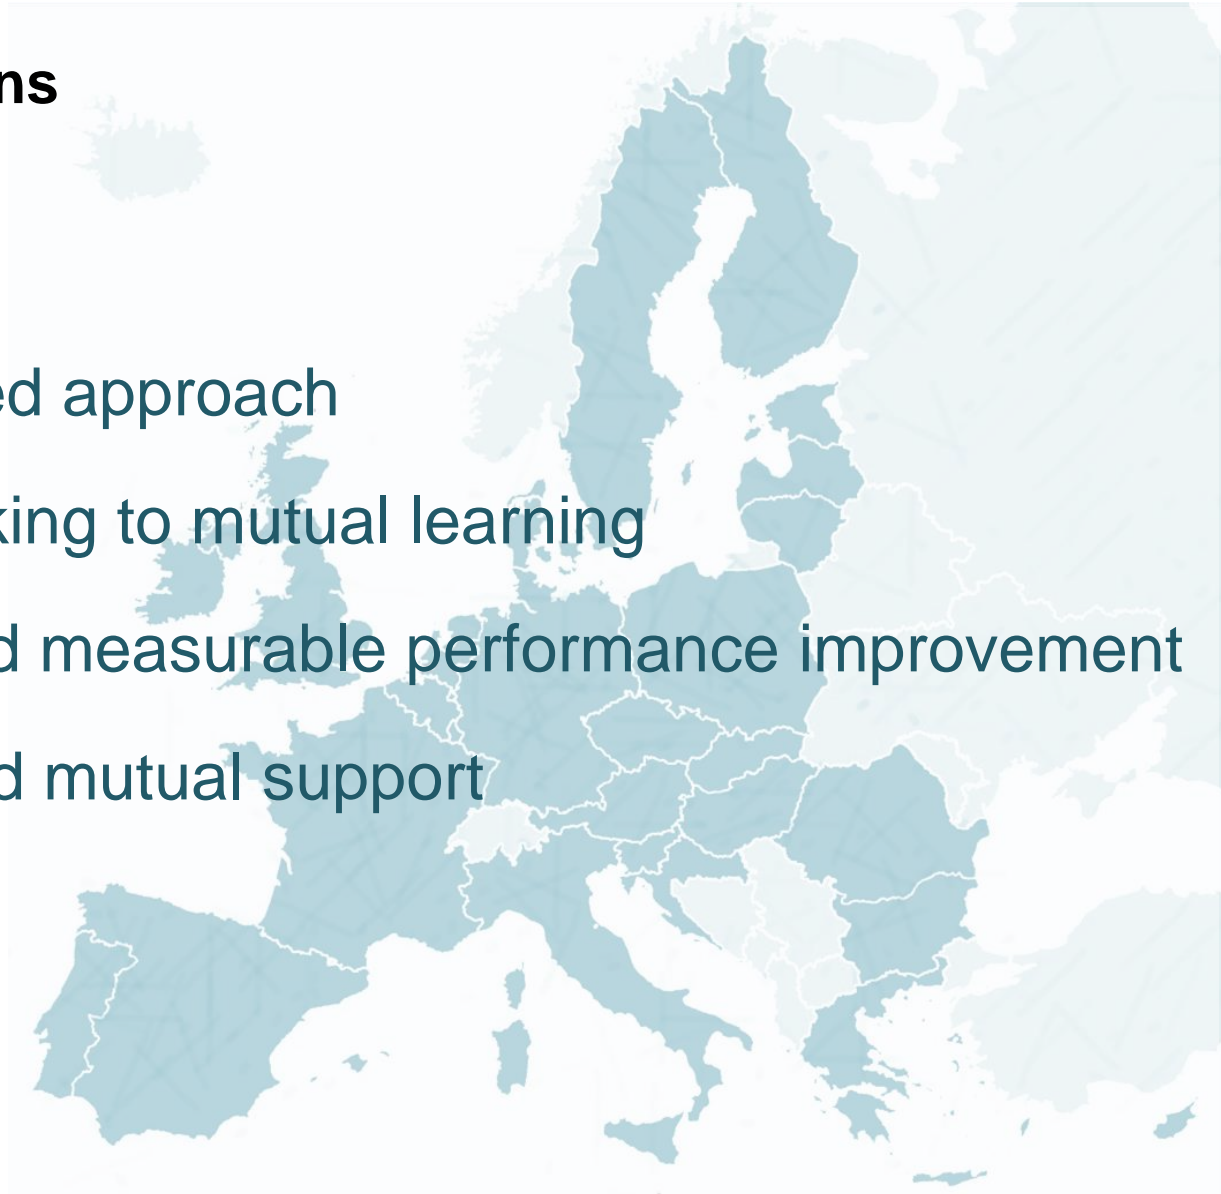 ns
ed approach
king to mutual learning
d measurable performance improvement
d mutual support